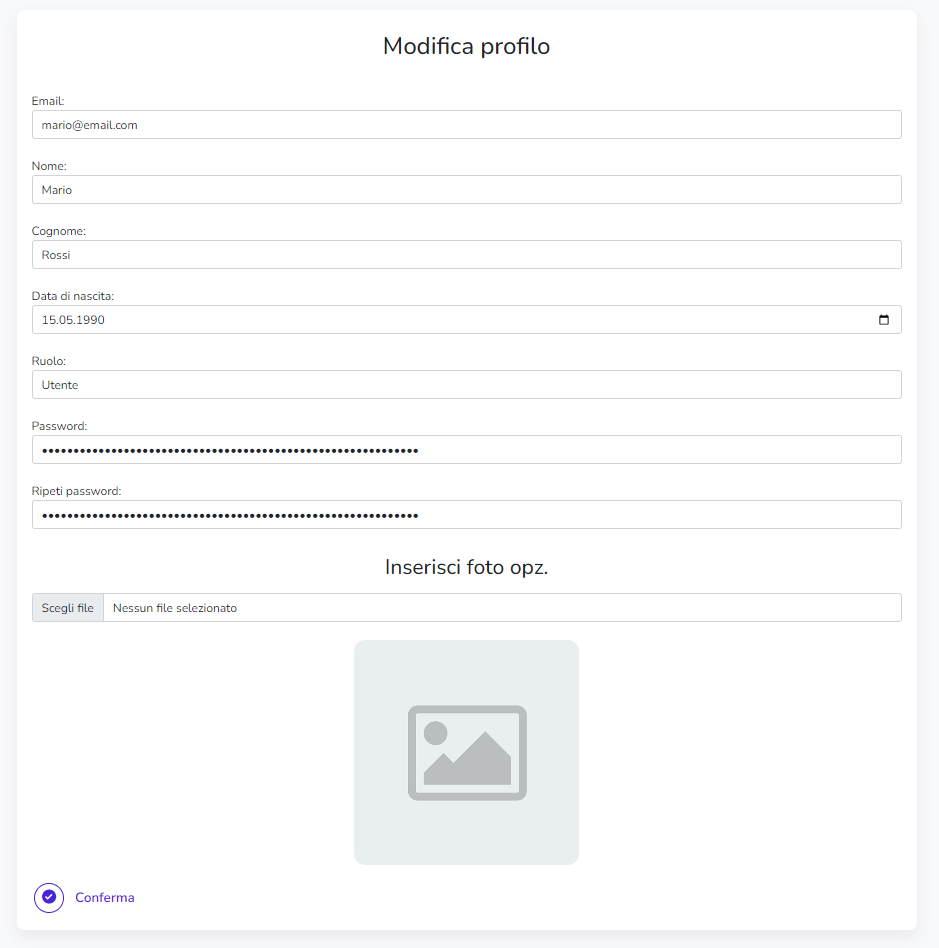 Modifica profilo
Email:
mario@email.com
Nome:
Mario
Cognome:
Rossi
Data di nascita:
15.05.1990
Ruolo:
Utente
Password:
••••••••••••••••••••••••••••••••••••••••••••••••••••••••••••
Ripeti password:
••••••••••••••••••••••••••••••••••••••••••••••••••••••••••••
Inserisci foto opz.
Scegli file Nessun file selezionato
Conferma